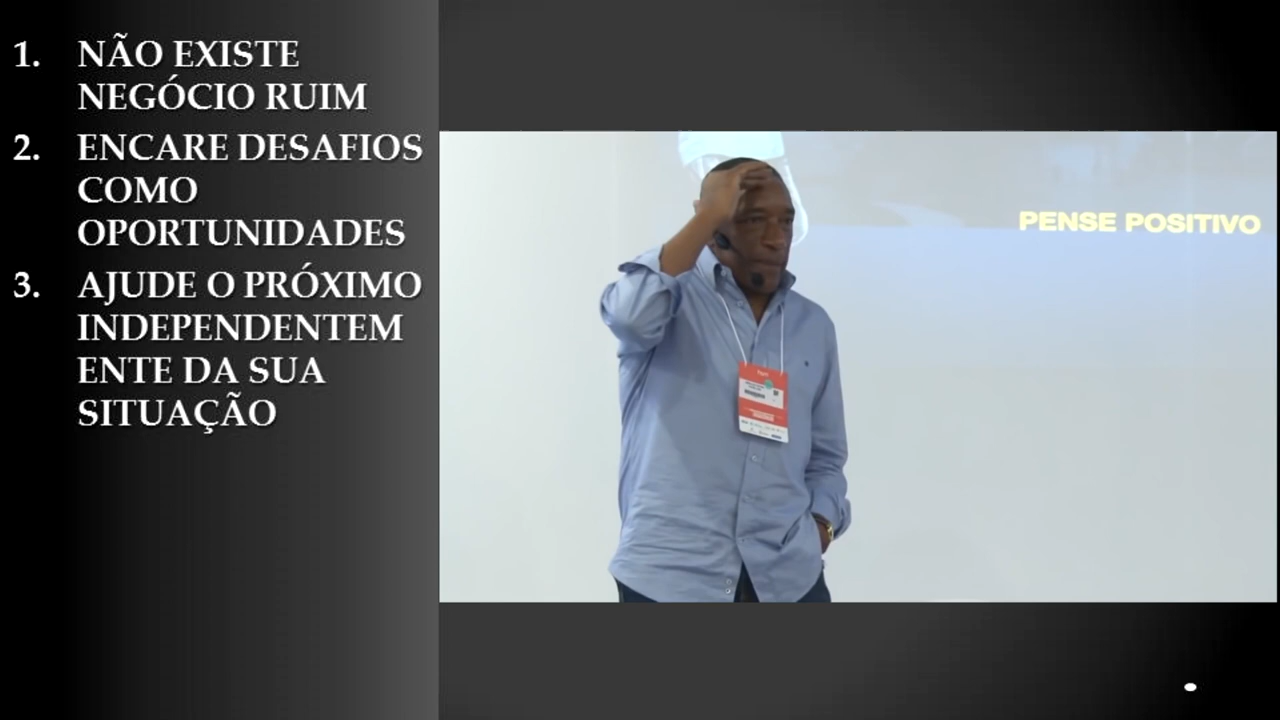 1. NÃO EXISTE
NEGÓCIO RUIM
2. ENCARE DESAFIOS
COMO
OPORTUNIDADES
3. AJUDE O PRÓXIMO
INDEPENDENTEM
ENTE DA SUA
SITUAÇÃO
PENSE POSITIVO